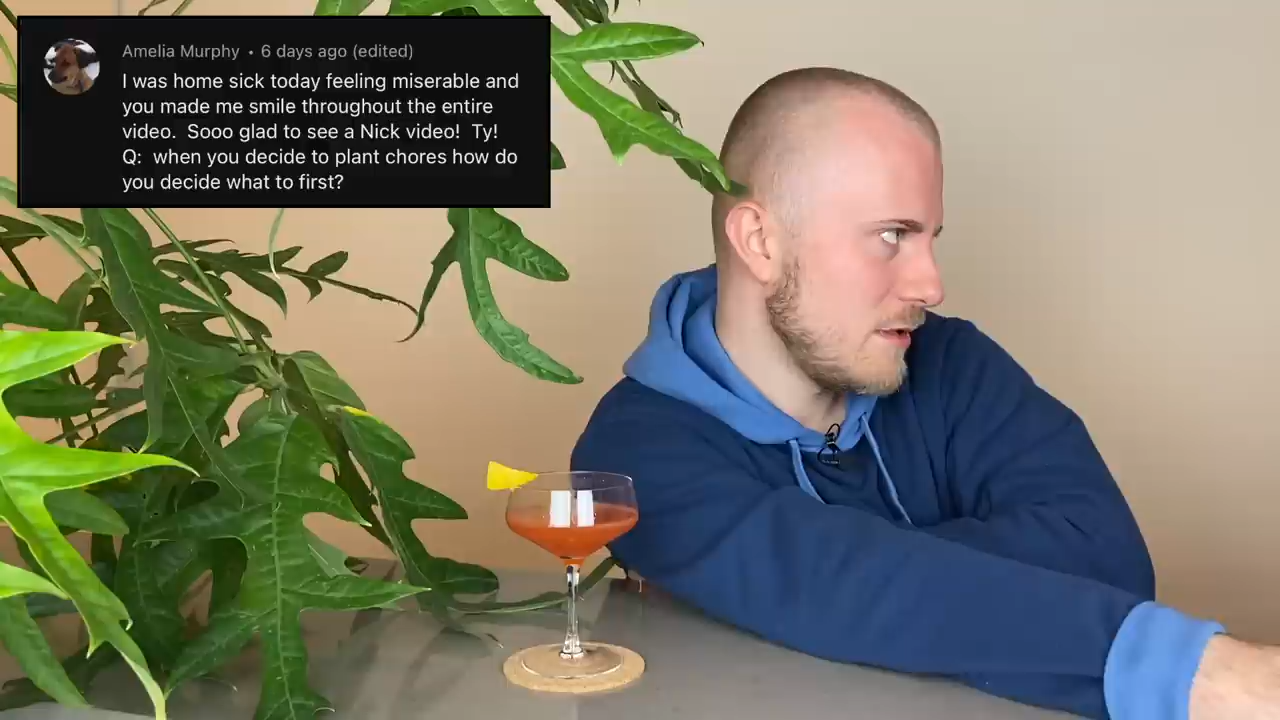 Amelia Murphy • 6 days ago (edited)
I was home sick today feeling miserable and
you made me smile throughout the entire
video.  Sooo glad to see a Nick video!  Ty!
Q:  when you decide to plant chores how do
you decide what to first?